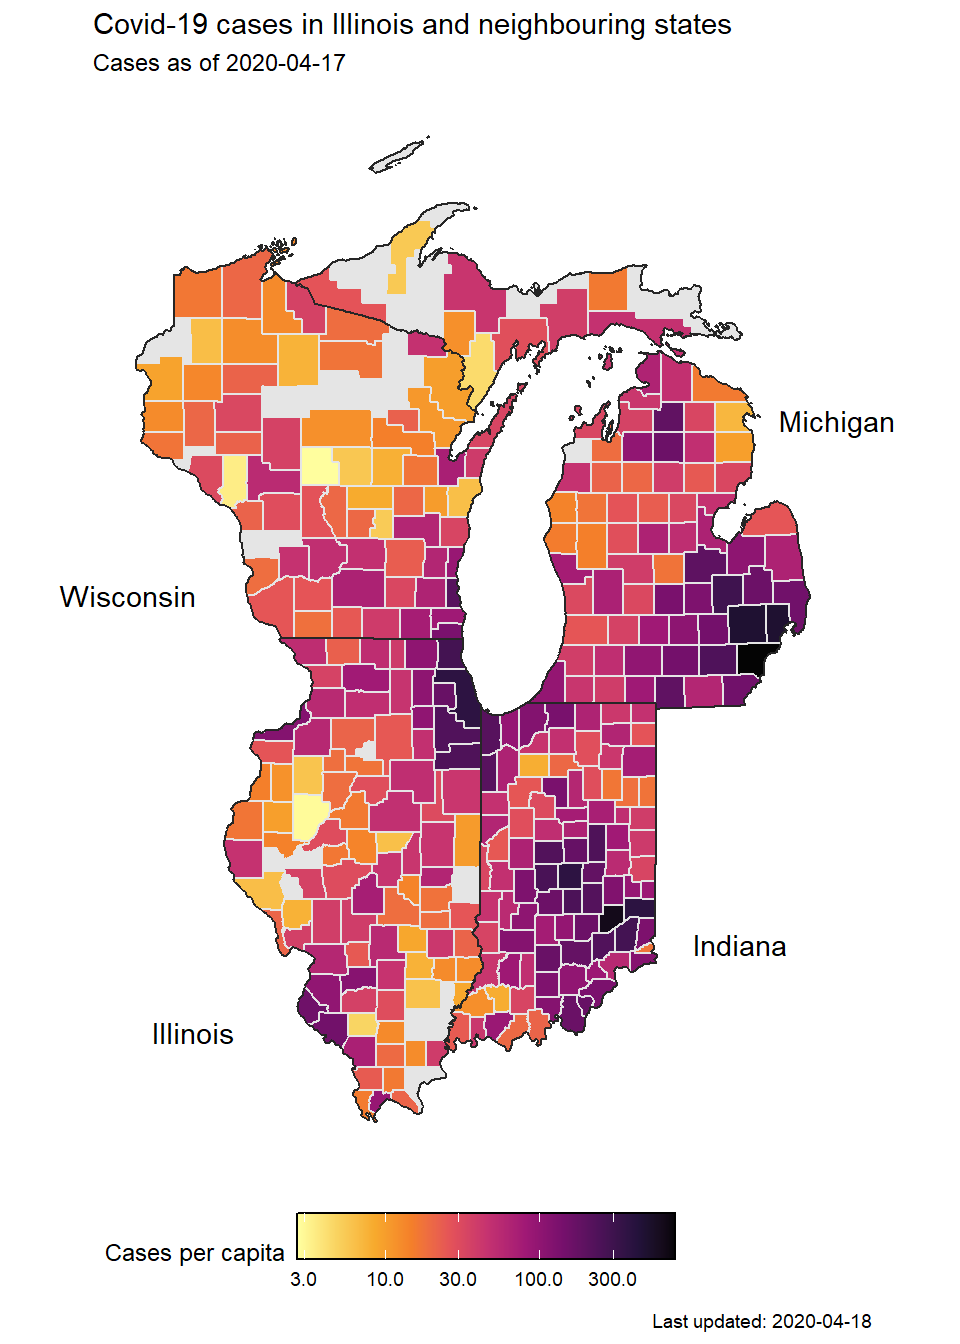 Covid-19 cases in Illinois and neighbouring states
Cases as of 2020-04-17
Michigan
Wisconsin
Indiana
Illinois
Cases per capita
3.0 10.0 30.0 100.0 300.0
Last updated: 2020-04-18